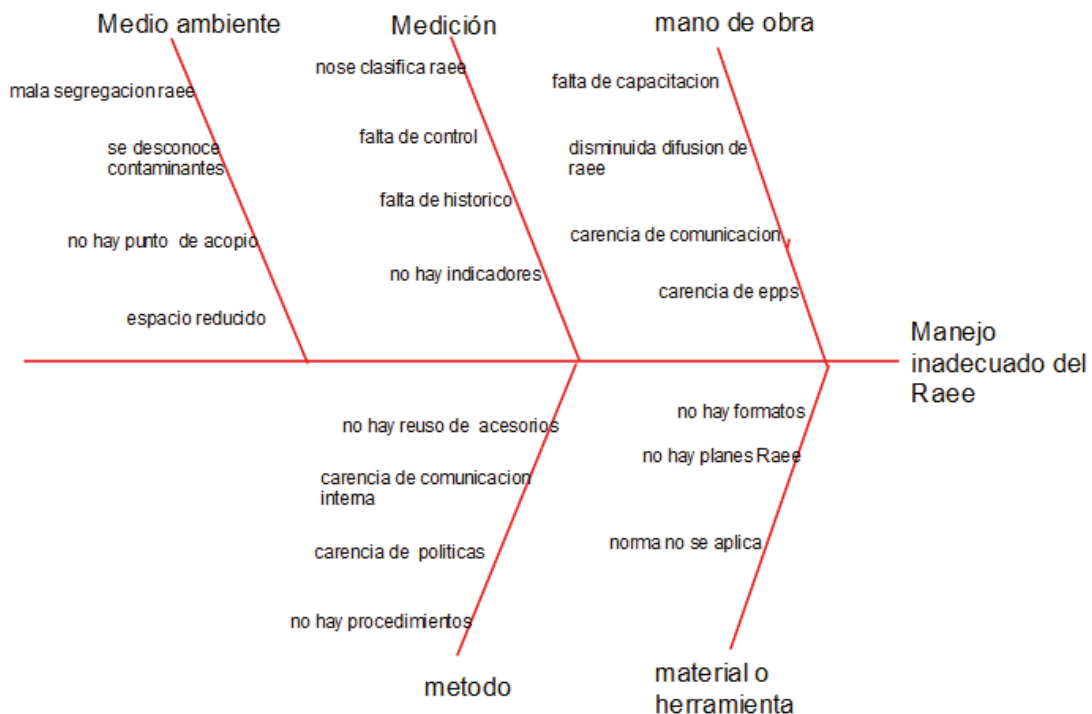 Medio ambiente
mala segregacion raee
se desconoce
contaminantes
no hay punto de acopio
espacio reducido
Medición
nose clasifica raee
falta de control
falta de historico
no hay indicadores
mano de obra
falta de capacitacion
disminuida difusion de
raee
carencia de comunicacion
carencia de epps
Manejo
inadecuado del
Raee
no hay reuso de acesorios
carencia de comunicacion
interna
carencia de politicas
no hay procedimientos
metodo
no hay formatos
no hay planes Raee
norma no se aplica
material o
herramienta